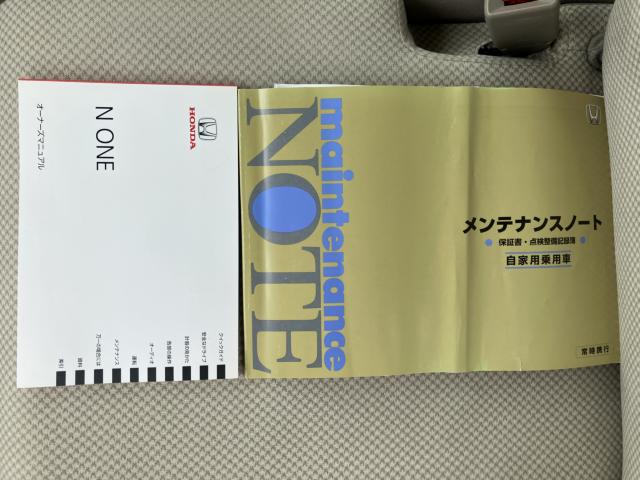 HONDA
N ONE
オーナーズマニュアル
クイックガイド
安全なドライブ
計器の見かた
各部の操作
オーディオ
運転
メンテナンス
万一の場合には
資料
索引
maintenance
NOTE
メンテナンスノート
保証書・点検整備記録簿
自家用乗用車
常時携行